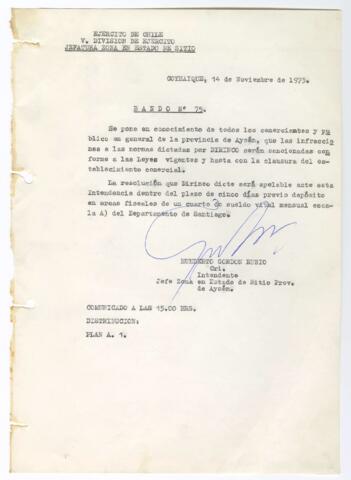 EJERCITO DE CHILE
V. DIVISION DE EJERCITO
JEFATURA ZONA EN ESTADO DE SITIO
COYHAIQUE, 14 de Noviembre de 1973.
B A N D O Nº 75.
Se pone en conocimiento de todos los comerciantes y pú
blico en general de la provincia de Aysén, que las infraccio
nes a las normas dictadas por DIRINCO serán sancionadas con
forme a las Leyes vigentes y hasta con la clausura del es-
tablecimiento comercial.
La resolución que Dirinco dicte será apelable ante esta
Intendencia dentro del plazo de cinco días previo depósito
en arcas fiscales de un cuarto de sueldo vital mensual esca-
la A) del Departamento de Santiago.
HUMBERTO GORDON RUBIO
Crl.
Intendente
Jefe Zona en Estado de Sitio Prov.
de Aysén.
COMUNICADO A LAS 15.00 HRS.
DISTRIBUCION:
PLAN A. 1.